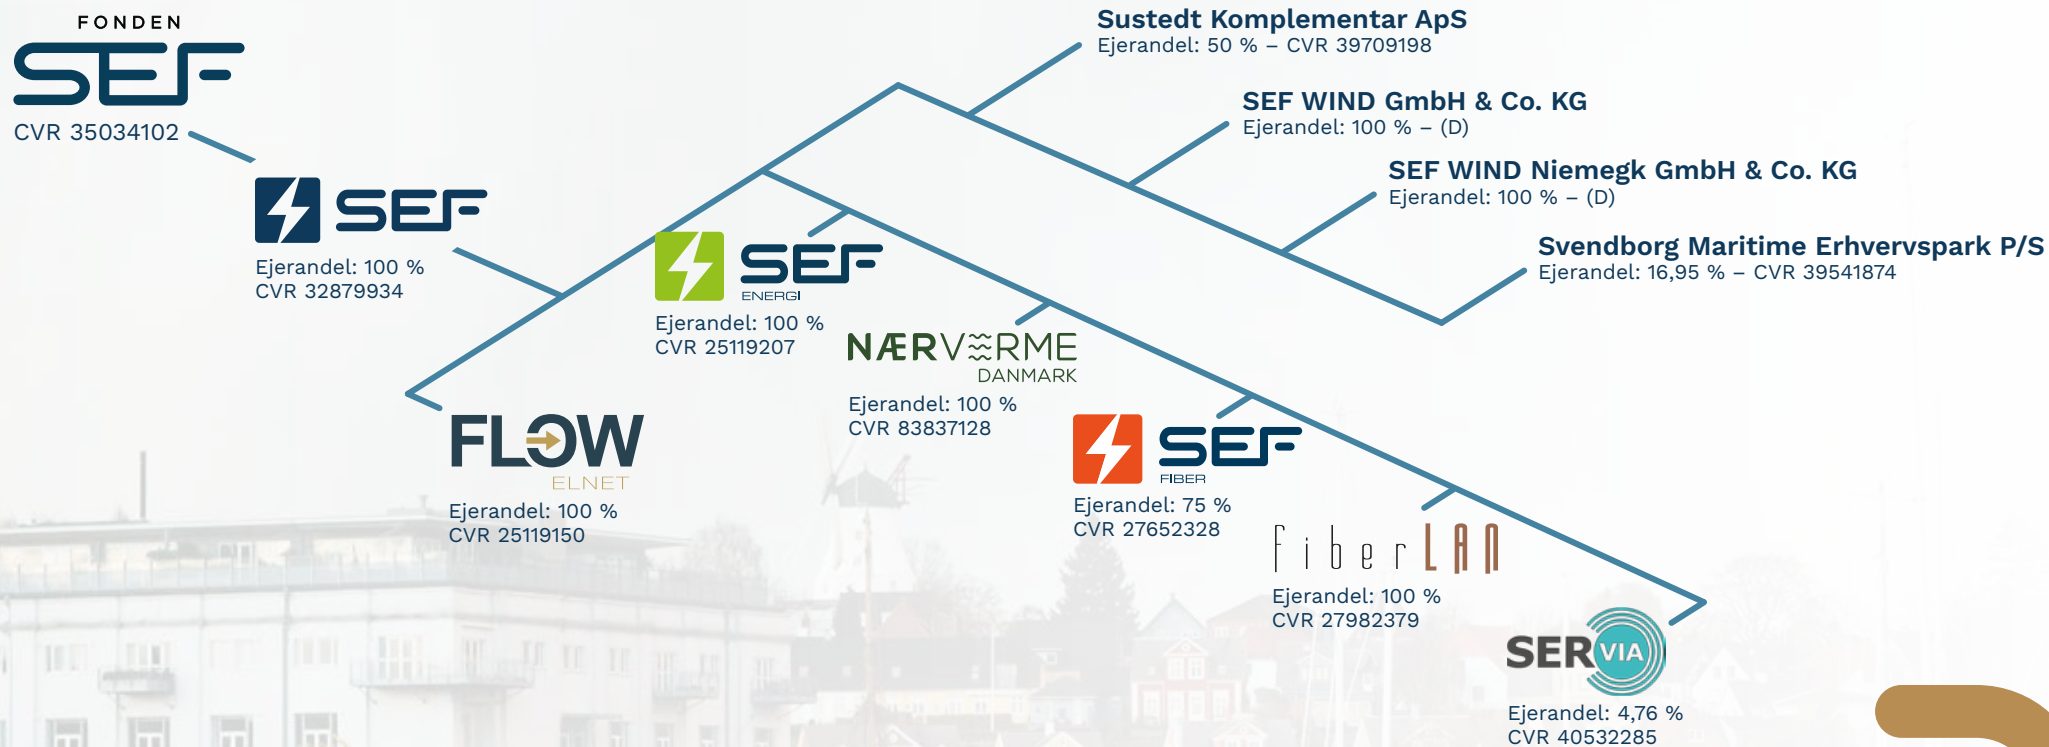 FONDEN
SEF
CVR 35034102
SEF
Ejerandel: 100 %
CVR 32879934
FLOW
ELNET
Ejerandel: 100 %
CVR 25119150
SEF
ENERGI
Ejerandel: 100 %
CVR 25119207
NÆRVARME
DANMARK
Ejerandel: 100 %
CVR 83837128
SEF
FIBER
Ejerandel: 75 %
CVR 27652328
FiberLAN
Ejerandel: 100 %
CVR 27982379
SERVIA
Ejerandel: 4,76 %
CVR 40532285
Sustedt Komplementar ApS
Ejerandel: 50 % – CVR 39709198
SEF WIND GmbH & Co. KG
Ejerandel: 100 % – (D)
SEF WIND Niemegk GmbH & Co. KG
Ejerandel: 100 % – (D)
Svendborg Maritime Erhvervspark P/S
Ejerandel: 16,95 % – CVR 39541874